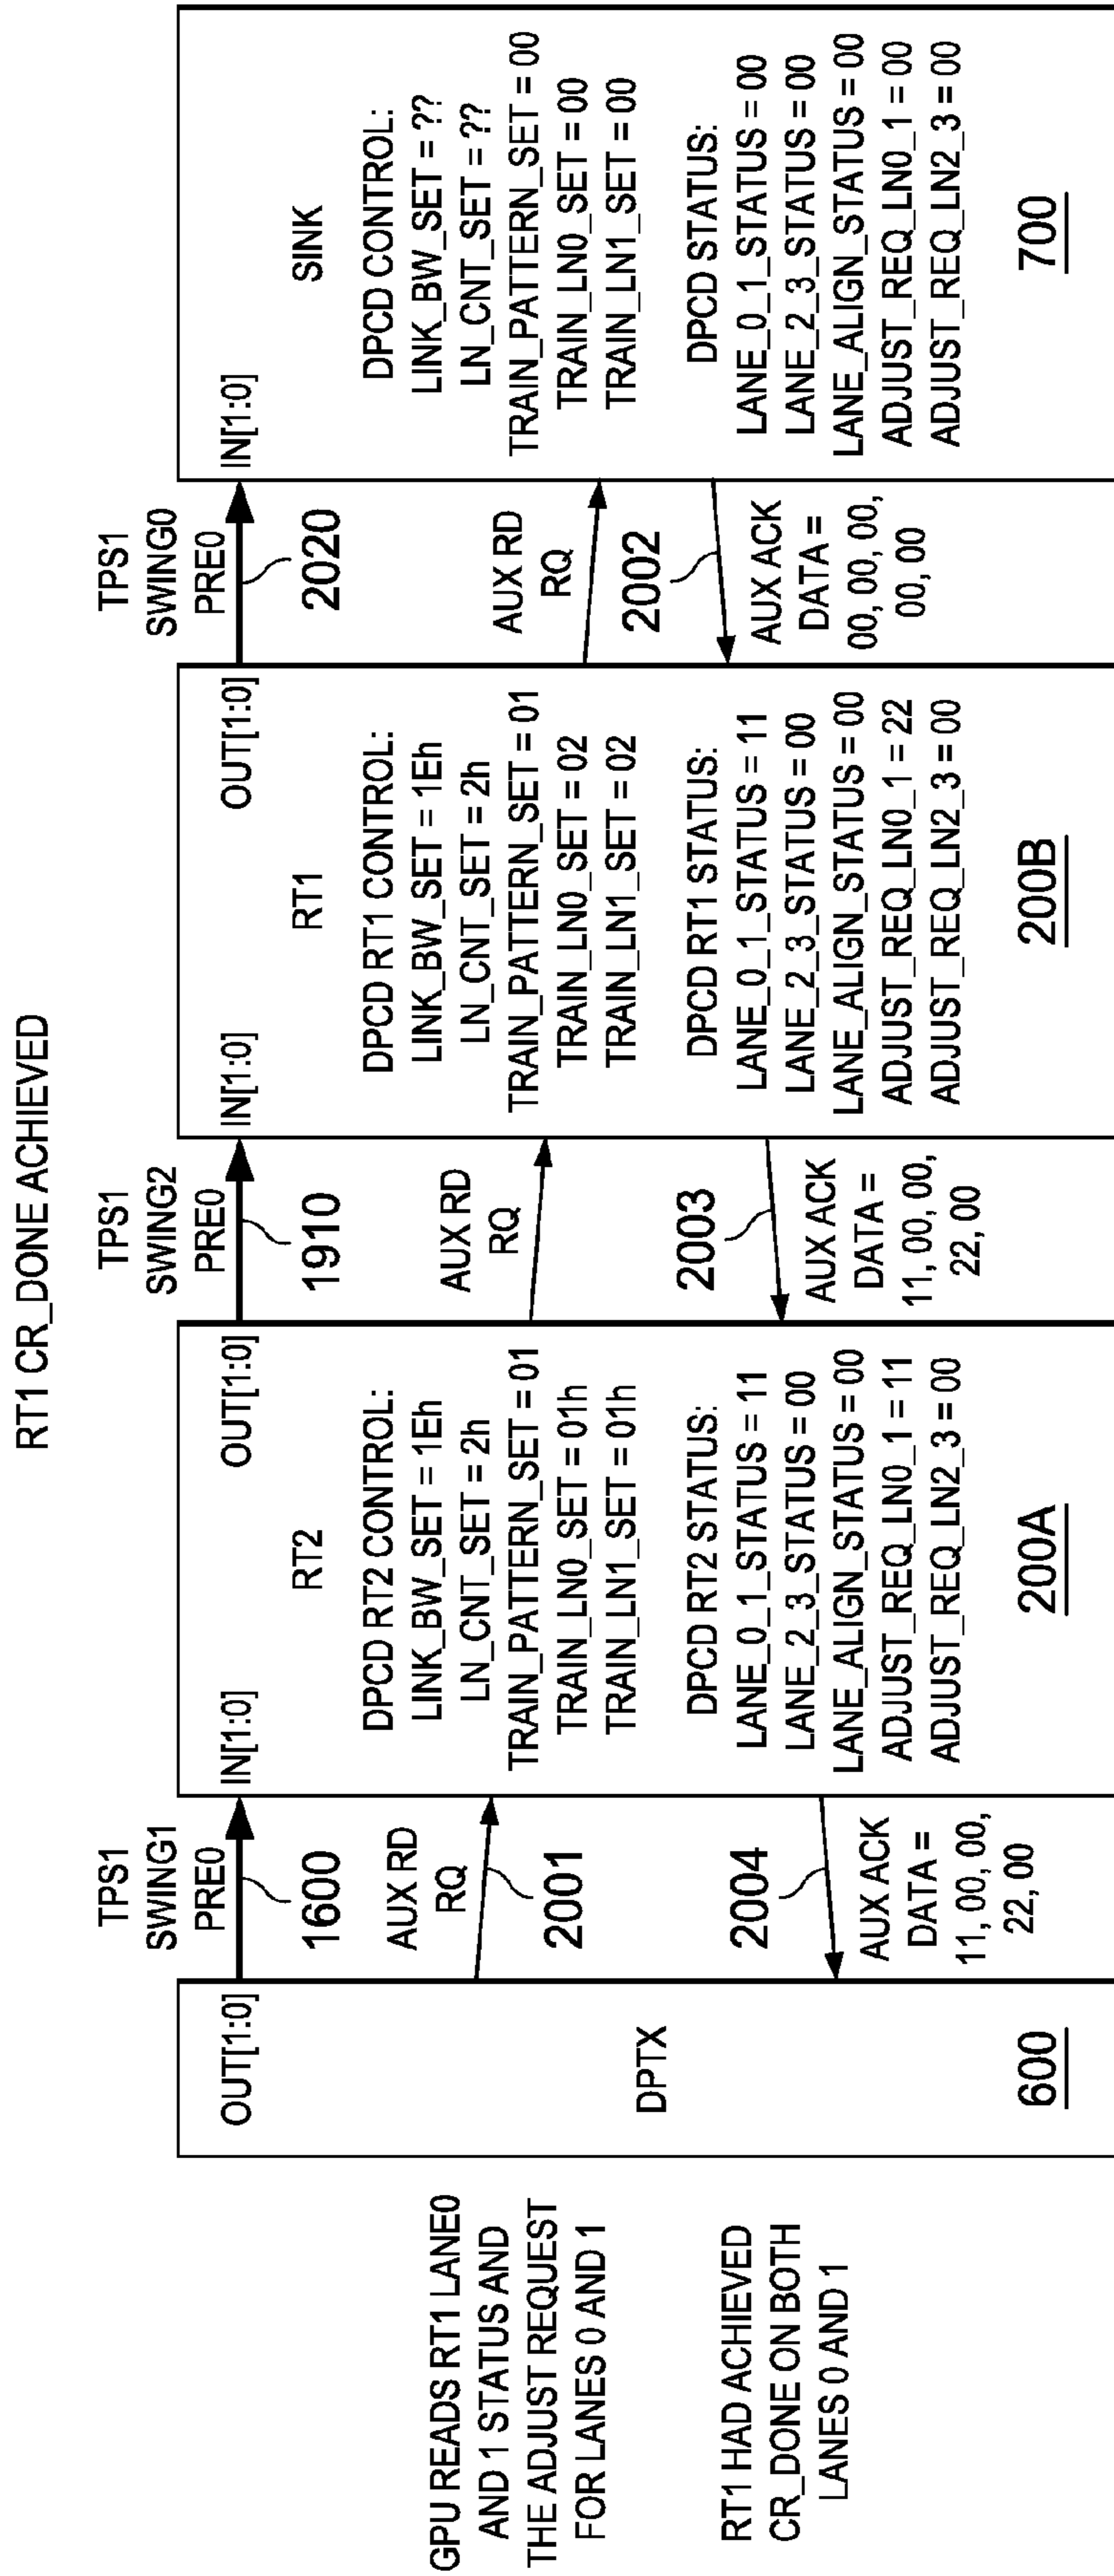 RT1 CR_DONE ACHIEVED
GPU READS RT1 LANE0
AND 1 STATUS AND
THE ADJUST REQUEST
FOR LANES 0 AND 1
RT1 HAD ACHIEVED
CR_DONE ON BOTH
LANES 0 AND 1
OUT[1:0]
DPTX
600
TPS1
SWING1
PRE0
1600
AUX RD
RQ
2001
2004
AUX ACK
DATA =
11, 00, 00,
22, 00
IN[1:0]
OUT[1:0]
RT2
DPCD RT2 CONTROL:
LINK_BW_SET = 1Eh
LN_CNT_SET = 2h
TRAIN_PATTERN_SET = 01
TRAIN_LN0_SET = 01h
TRAIN_LN1_SET = 01h
DPCD RT2 STATUS:
LANE_0_1_STATUS = 11
LANE_2_3_STATUS = 00
LANE_ALIGN_STATUS = 00
ADJUST_REQ_LN0_1 = 11
ADJUST_REQ_LN2_3 = 00
200A
TPS1
SWING2
PRE0
1910
AUX RD
RQ
2003
AUX ACK
DATA =
11, 00, 00,
22, 00
IN[1:0]
OUT[1:0]
RT1
DPCD RT1 CONTROL:
LINK_BW_SET = 1Eh
LN_CNT_SET = 2h
TRAIN_PATTERN_SET = 01
TRAIN_LN0_SET = 02
TRAIN_LN1_SET = 02
DPCD RT1 STATUS:
LANE_0_1_STATUS = 11
LANE_2_3_STATUS = 00
LANE_ALIGN_STATUS = 00
ADJUST_REQ_LN0_1 = 22
ADJUST_REQ_LN2_3 = 00
200B
TPS1
SWING0
PRE0
2020
AUX RD
RQ
2002
AUX ACK
DATA =
00, 00, 00,
00, 00
IN[1:0]
SINK
DPCD CONTROL:
LINK_BW_SET = ??
LN_CNT_SET = ??
TRAIN_PATTERN_SET = 00
TRAIN_LN0_SET = 00
TRAIN_LN1_SET = 00
DPCD STATUS:
LANE_0_1_STATUS = 00
LANE_2_3_STATUS = 00
LANE_ALIGN_STATUS = 00
ADJUST_REQ_LN0_1 = 00
ADJUST_REQ_LN2_3 = 00
700